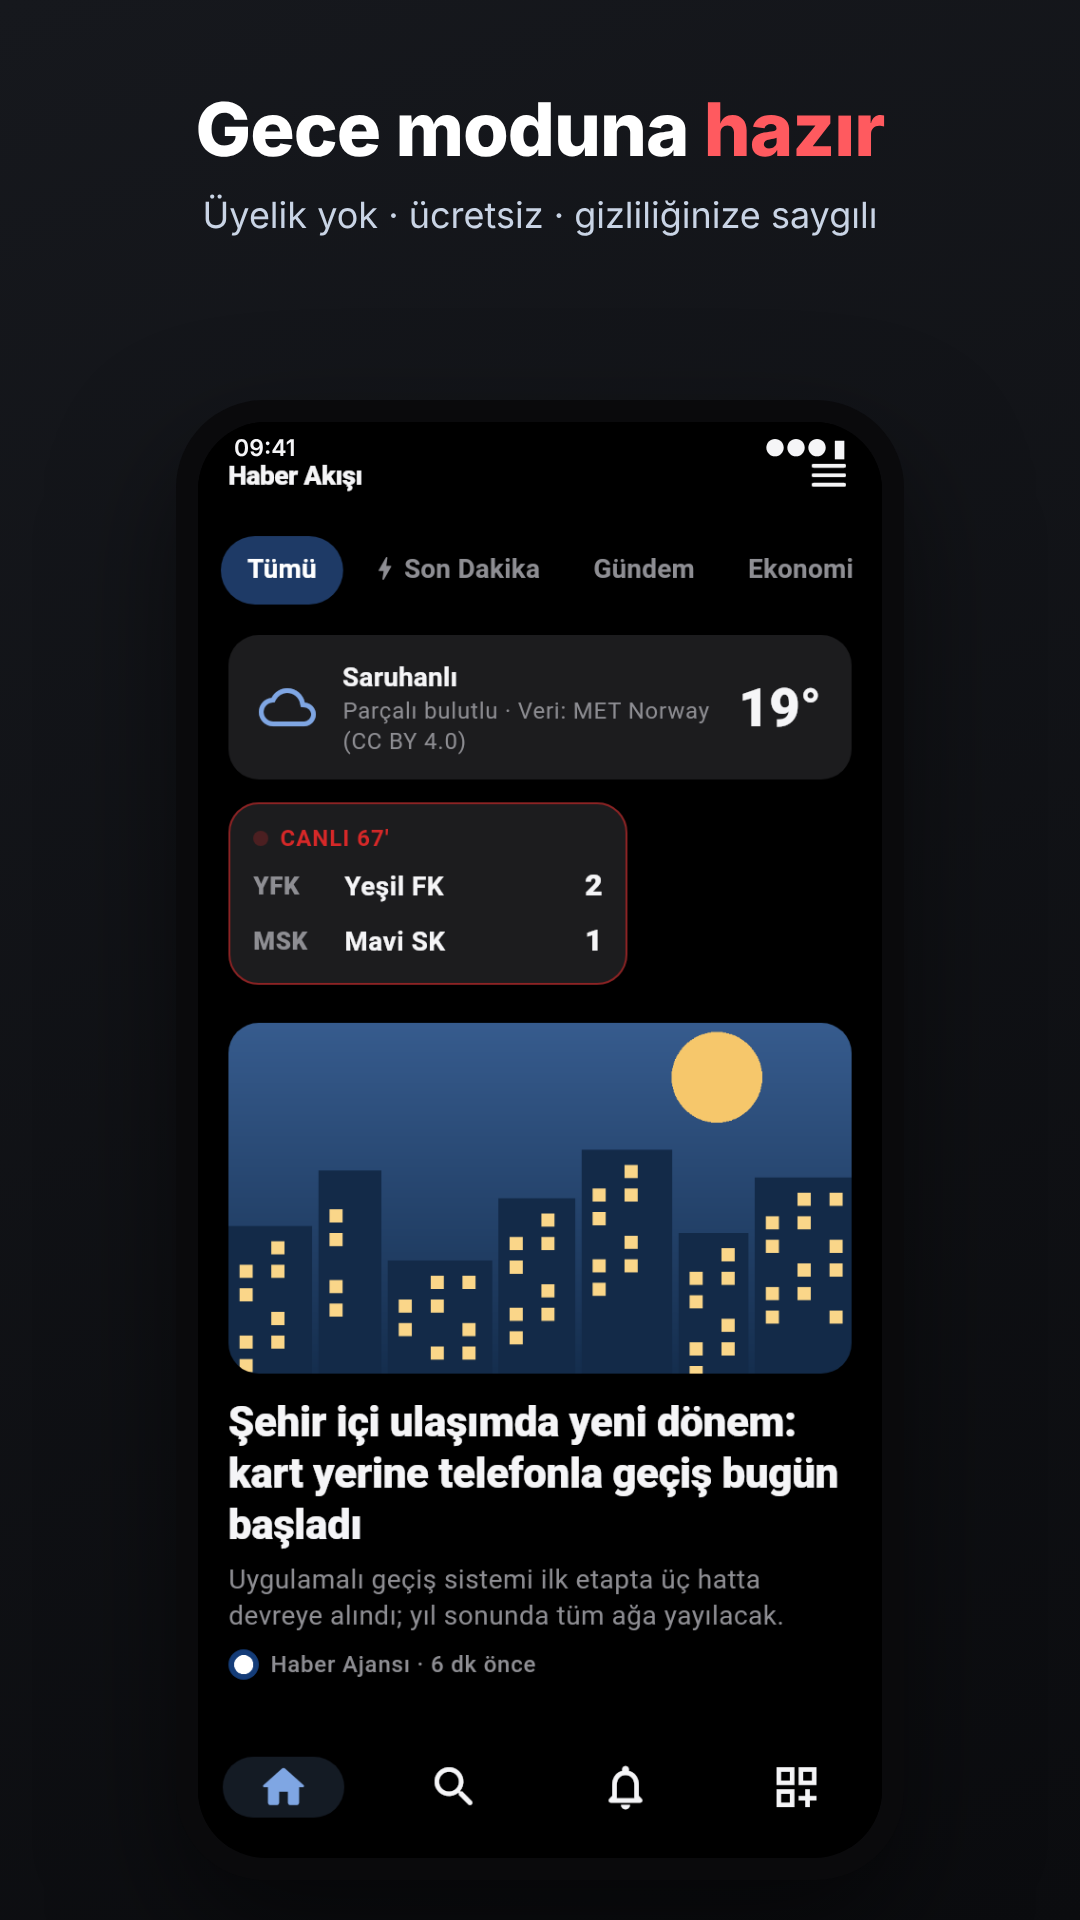 Gece moduna hazır
Üyelik yok · ücretsiz · gizliliğinize saygılı
09:41
Haber Akışı
Tümü Son Dakika Gündem Ekonomi
Saruhanlı
Parçalı bulutlu · Veri: MET Norway
(CC BY 4.0)
19°
CANLI 67'
YFK Yeşil FK 2
MSK Mavi SK 1
Şehir içi ulaşımda yeni dönem:
kart yerine telefonla geçiş bugün
başladı
Uygulamalı geçiş sistemi ilk etapta üç hatta
devreye alındı; yıl sonunda tüm ağa yayılacak.
Haber Ajansı · 6 dk önce